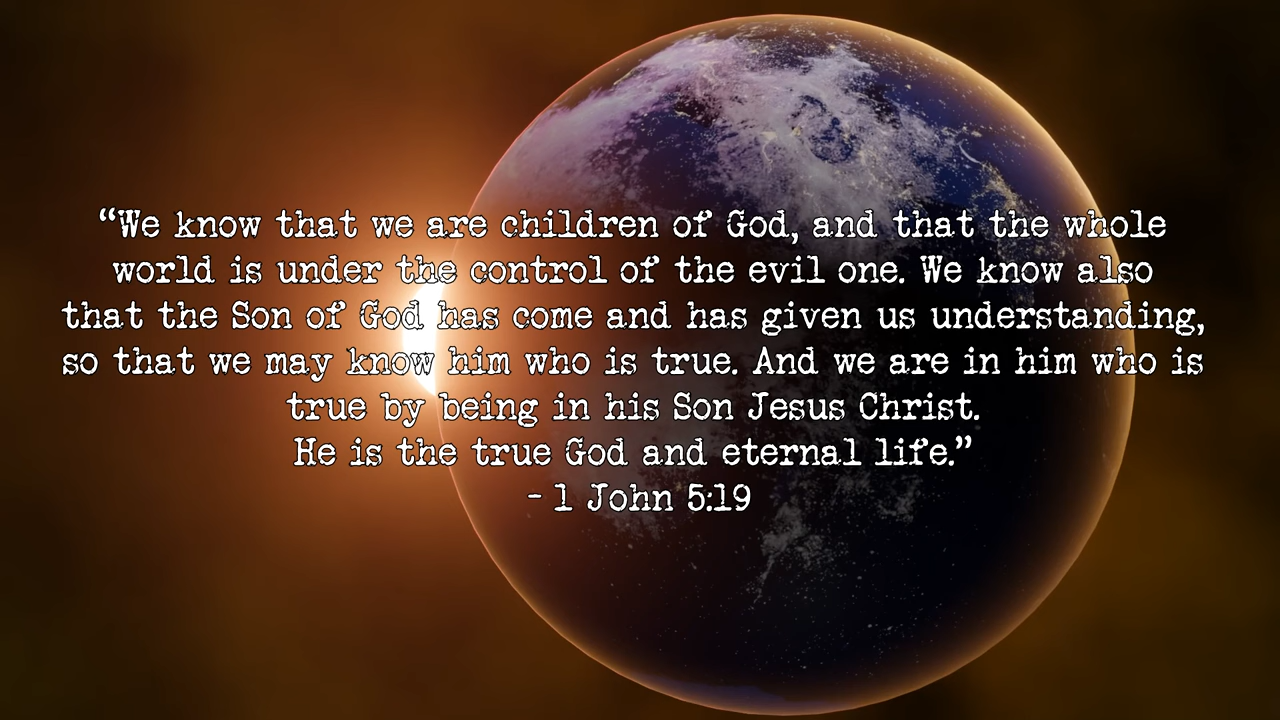 “We know that we are children of God, and that the whole
world is under the control of the evil one. We know also
that the Son of God has come and has given us understanding,
so that we may know him who is true. And we are in him who is
true by being in his Son Jesus Christ.
He is the true God and eternal life.”
- 1 John 5:19